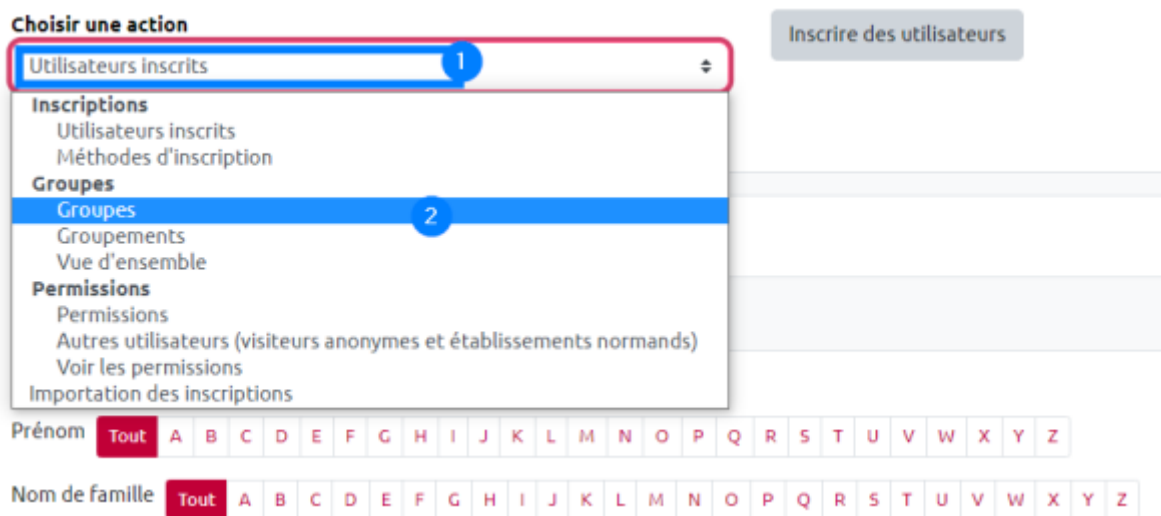 Choisir une action
Inscrire des utilisateurs
Utilisateurs inscrits 1
Inscriptions
Utilisateurs inscrits
Méthodes d'inscription
Groupes
Groupes 2
Groupements
Vue d'ensemble
Permissions
Permissions
Autres utilisateurs (visiteurs anonymes et établissements normands)
Voir les permissions
Importation des inscriptions
Prénom Tout A B C D E F G H I J K L M N O P Q R S T U V W X Y Z
Nom de famille Tout A B C D E F G H I J K L M N O P Q R S T U V W X Y Z